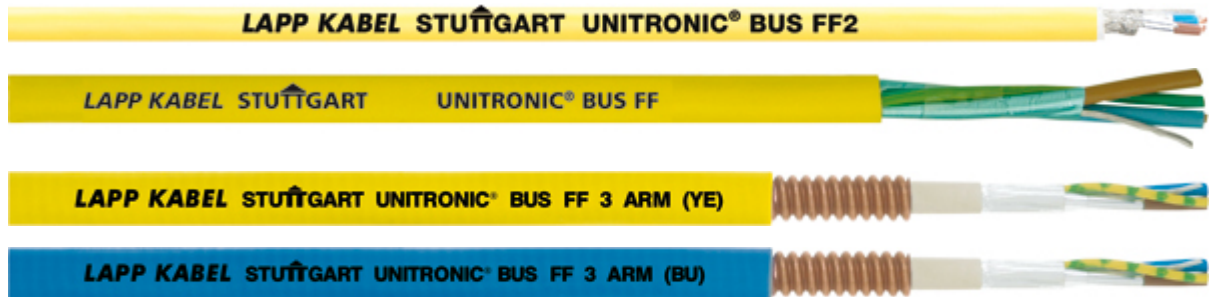 LAPP KABEL STUTTGART UNITRONIC® BUS FF2
LAPP KABEL STUTTGART UNITRONIC® BUS FF
LAPP KABEL STUTTGART UNITRONIC® BUS FF 3 ARM (YE)
LAPP KABEL STUTTGART UNITRONIC® BUS FF 3 ARM (BU)